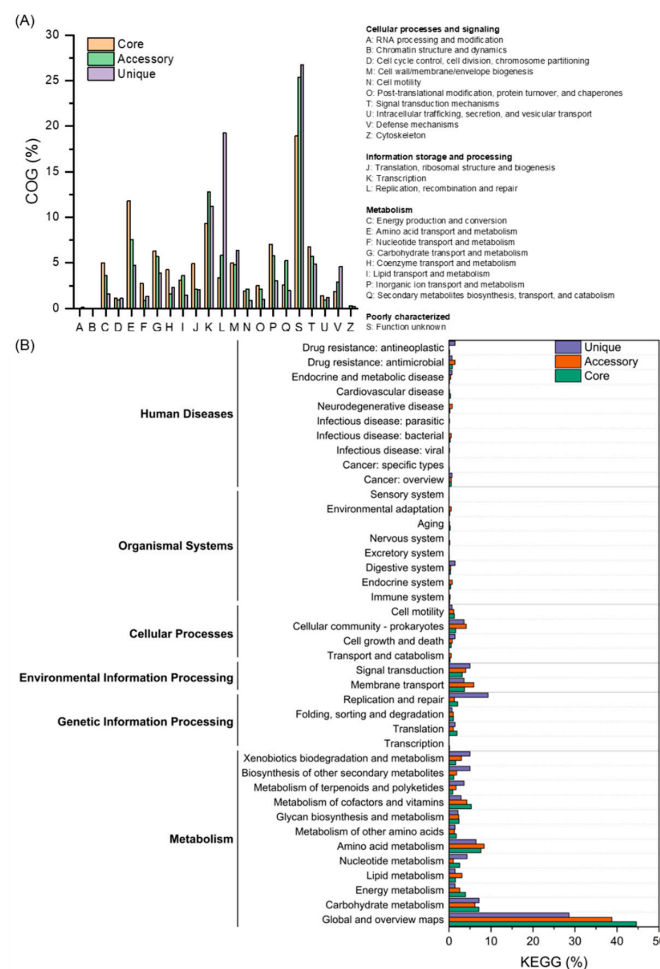 (A)
COG (%)
30
25
20
15
10
5
0
Core
Accessory
Unique
A B C D E F G H I J K L M N O P Q S T U V Z
Cellular processes and signaling
A: RNA processing and modification
B: Chromatin structure and dynamics
D: Cell cycle control, cell division, chromosome partitioning
M: Cell wall/membrane/envelope biogenesis
N: Cell motility
O: Post-translational modification, protein turnover, and chaperones
T: Signal transduction mechanisms
U: Intracellular trafficking, secretion, and vesicular transport
V: Defense mechanisms
Z: Cytoskeleton
Information storage and processing
J: Translation, ribosomal structure and biogenesis
K: Transcription
L: Replication, recombination and repair
Metabolism
C: Energy production and conversion
E: Amino acid transport and metabolism
F: Nucleotide transport and metabolism
G: Carbohydrate transport and metabolism
H: Coenzyme transport and metabolism
I: Lipid transport and metabolism
P: Inorganic ion transport and metabolism
Q: Secondary metabolites biosynthesis, transport, and catabolism
Poorly characterized
S: Function unknown
(B)
Unique
Accessory
Core
Human Diseases
Drug resistance: antineoplastic
Drug resistance: antimicrobial
Endocrine and metabolic disease
Cardiovascular disease
Neurodegenerative disease
Infectious disease: parasitic
Infectious disease: bacterial
Infectious disease: viral
Cancer: specific types
Cancer: overview
Organismal Systems
Sensory system
Environmental adaptation
Aging
Nervous system
Excretory system
Digestive system
Endocrine system
Immune system
Cellular Processes
Cell motility
Cellular community - prokaryotes
Cell growth and death
Transport and catabolism
Environmental Information Processing
Signal transduction
Membrane transport
Genetic Information Processing
Replication and repair
Folding, sorting and degradation
Translation
Transcription
Metabolism
Xenobiotics biodegradation and metabolism
Biosynthesis of other secondary metabolites
Metabolism of terpenoids and polyketides
Metabolism of cofactors and vitamins
Glycan biosynthesis and metabolism
Metabolism of other amino acids
Amino acid metabolism
Nucleotide metabolism
Lipid metabolism
Energy metabolism
Carbohydrate metabolism
Global and overview maps
0 10 20 30 40 50
KEGG (%)